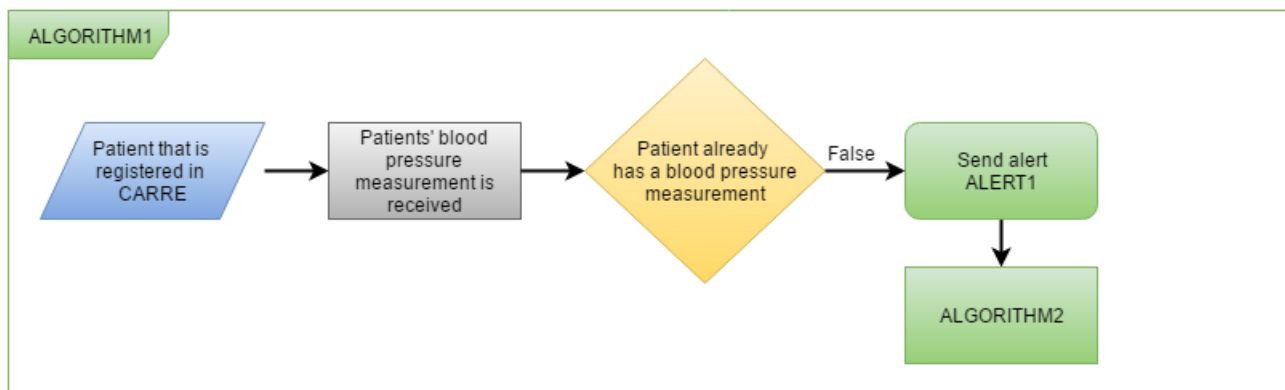 ALGORITHM1
Patient that is
registered in
CARRE
Patients' blood
pressure
measurement is
received
Patient already
has a blood pressure
measurement
False
Send alert
ALERT1
ALGORITHM2